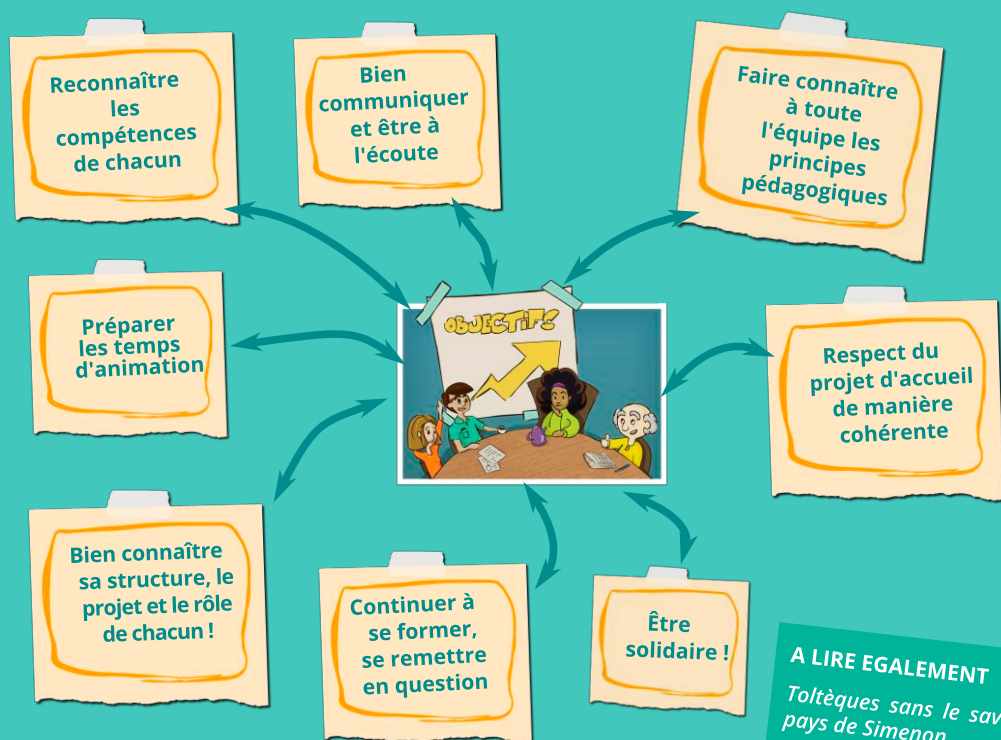 Reconnaître
les
compétences
de chacun
Bien
communiquer
et être à
l'écoute
Faire connaître
à toute
l'équipe les
principes
pédagogiques
Préparer
les temps
d'animation
OBJECTIFS
Respect du
projet d'accueil
de manière
cohérente
Bien connaître
sa structure, le
projet et le rôle
de chacun !
Continuer à
se former,
se remettre
en question
Être
solidaire !
A LIRE EGALEMENT
Toltèques sans le
pays de Simenon